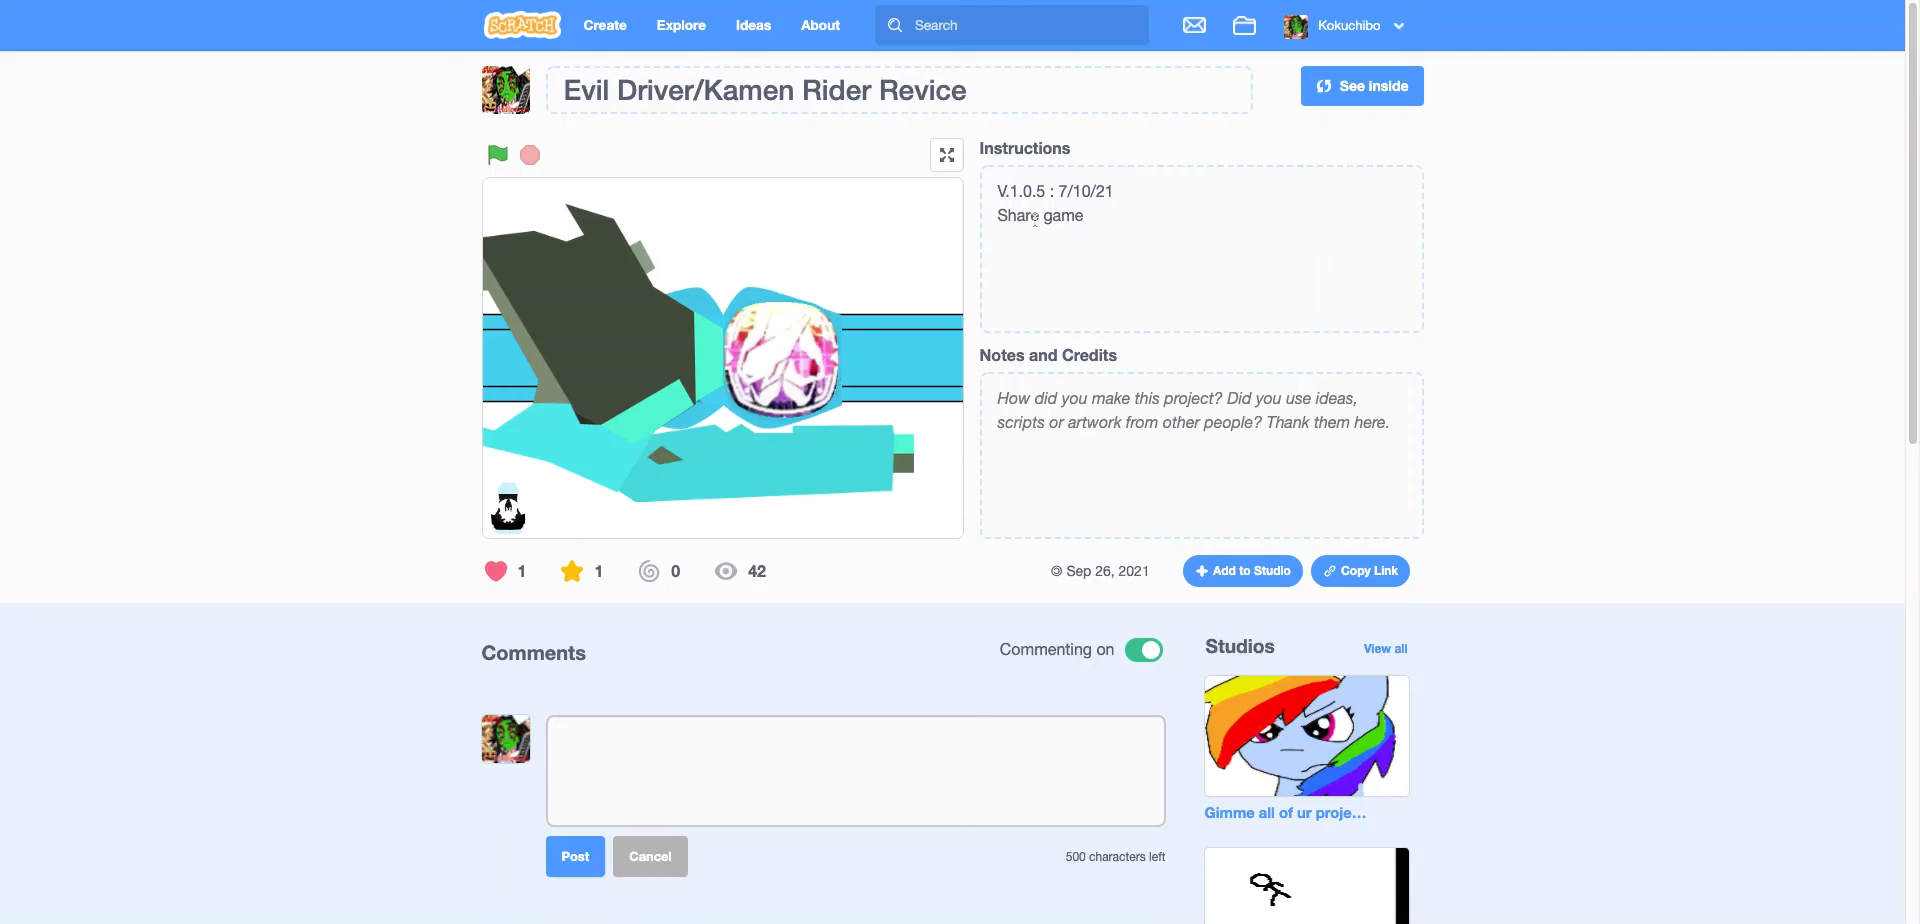 SCRATCH
Create
Explore
Ideas
About
Search
Kokuchibo
Evil Driver/Kamen Rider Revice
See inside
Instructions
V.1.0.5 : 7/10/21
Share game
Notes and Credits
How did you make this project? Did you use ideas,
scripts or artwork from other people? Thank them here.
1
1
0
42
© Sep 26, 2021
Add to Studio
Copy Link
Comments
Commenting on
Studios
View all
Gimme all of ur proje...
Post
Cancel
500 characters left